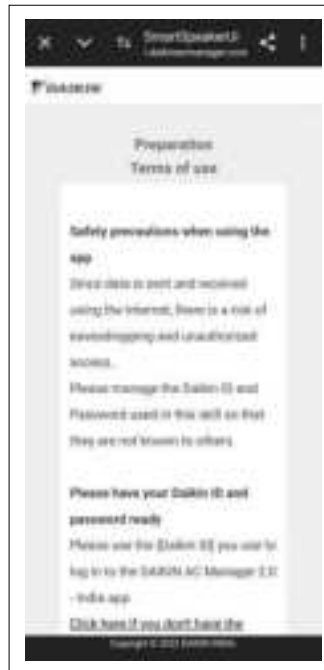 SmartSpeakerUI
DAIKIN
Preparation
Terms of use
Safety precautions when using the
app
Since data is sent and received
using the Internet, there is a risk of
eavesdropping and unauthorized
access.
Please manage the Daikin ID and
Password used in this skill so that
they are not known to others.
Please have your Daikin ID and
password ready
Please use the [Daikin ID] you use to
log in to the DAIKIN AC Manager 2.0
- India app
Click here if you don't have the